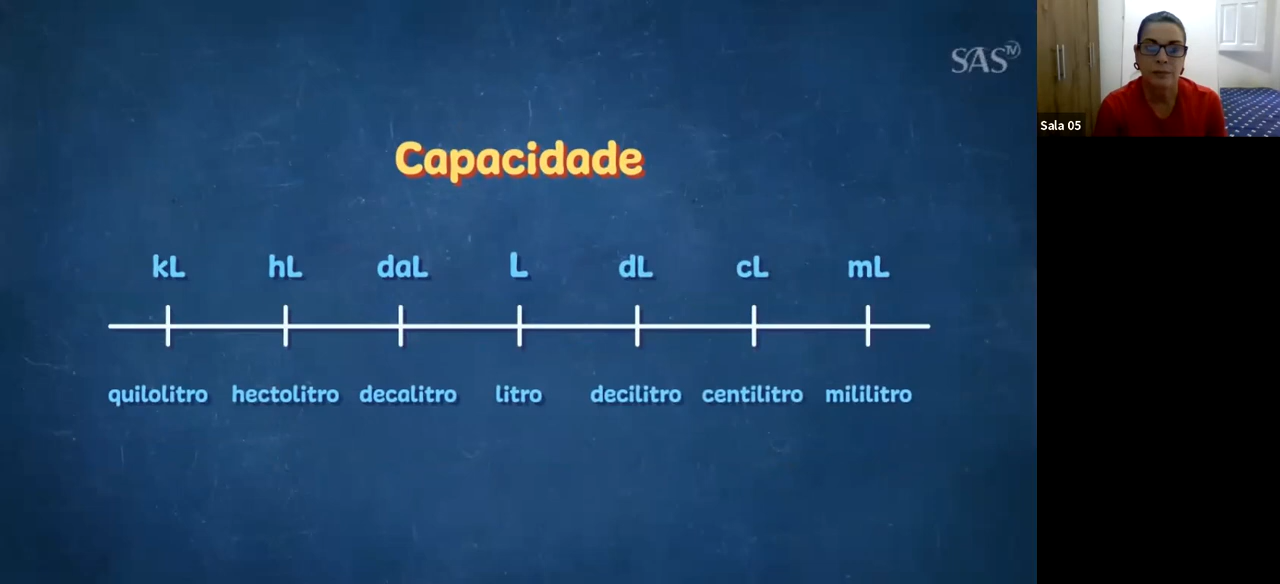 SAS TV
Capacidade
kL hL daL L dL cL mL
quilolitro hectolitro decalitro litro decilitro centilitro mililitro
Sala 05